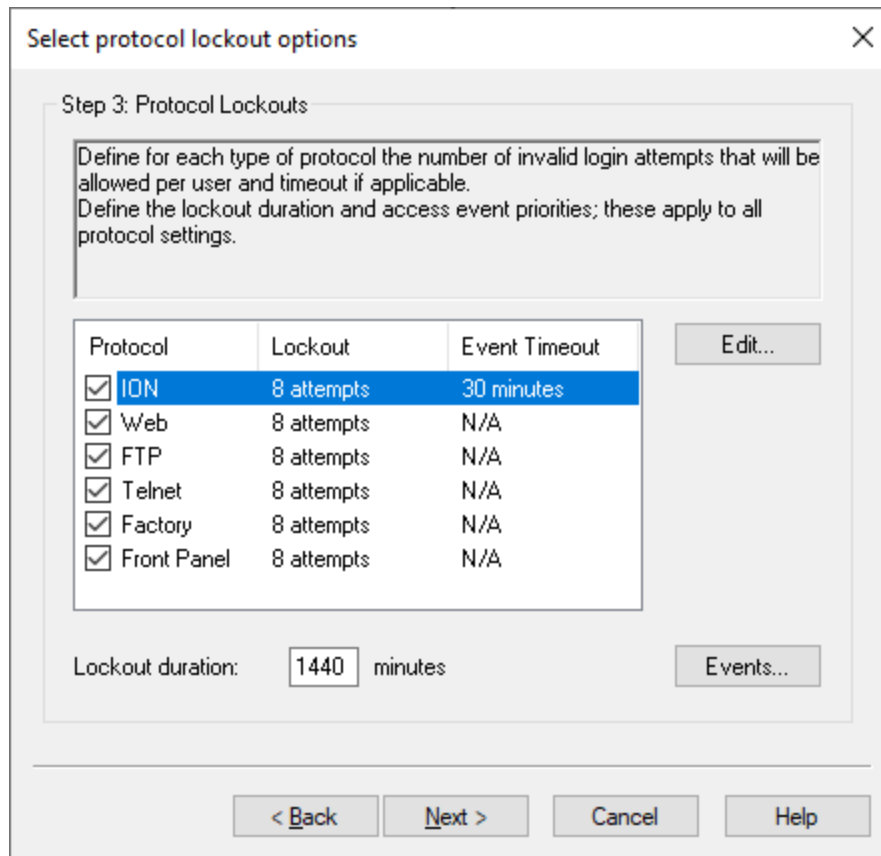 Select protocol lockout options
Step 3: Protocol Lockouts
Define for each type of protocol the number of invalid login attempts that will be
allowed per user and timeout if applicable.
Define the lockout duration and access event priorities; these apply to all
protocol settings.
Protocol Lockout Event Timeout
ION 8 attempts 30 minutes
Web 8 attempts N/A
FTP 8 attempts N/A
Telnet 8 attempts N/A
Factory 8 attempts N/A
Front Panel 8 attempts N/A
Edit...
Lockout duration: 1440 minutes
Events...
< Back Next > Cancel Help